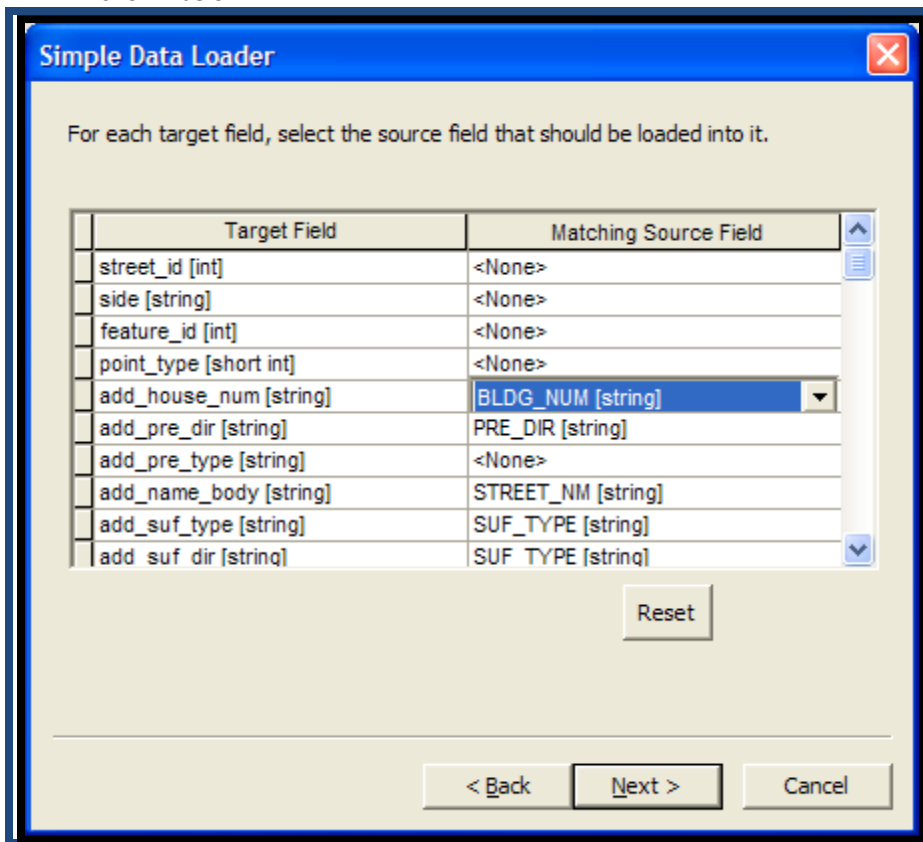 Simple Data Loader
For each target field, select the source field that should be loaded into it.
Target Field Matching Source Field
street_id [int] <None>
side [string] <None>
feature_id [int] <None>
point_type [short int] <None>
add_house_num [string] BLDG_NUM [string]
add_pre_dir [string] PRE_DIR [string]
add_pre_type [string] <None>
add_name_body [string] STREET_NM [string]
add_suf_type [string] SUF_TYPE [string]
add_suf_dir [string] SUF_TYPE [string]
Reset
< Back Next > Cancel